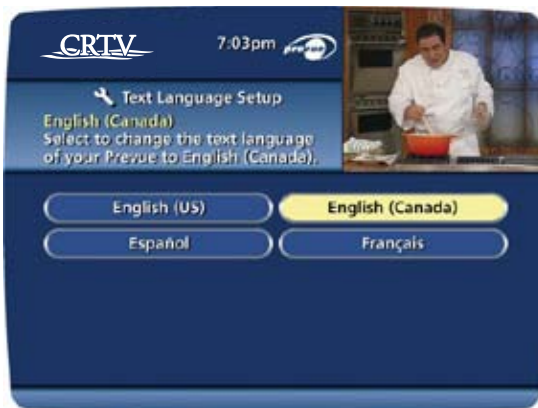 CRTV
7:03pm
prevue
Text Language Setup
English (Canada)
Select to change the text language
of your Prevue to English (Canada).
English (US)
English (Canada)
Español
Français